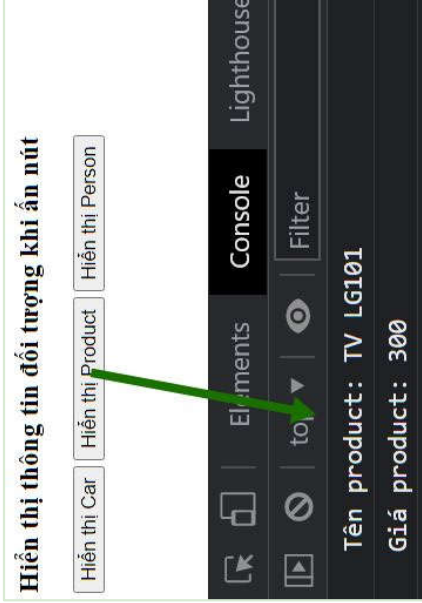 Hiển thị thông tin đối tượng khi ấn nút
Hiển thị Car Hiển thị Product Hiển thị Person
Elements Console Lighthouse
top Filter
Tên product: TV LG101
Giá product: 300